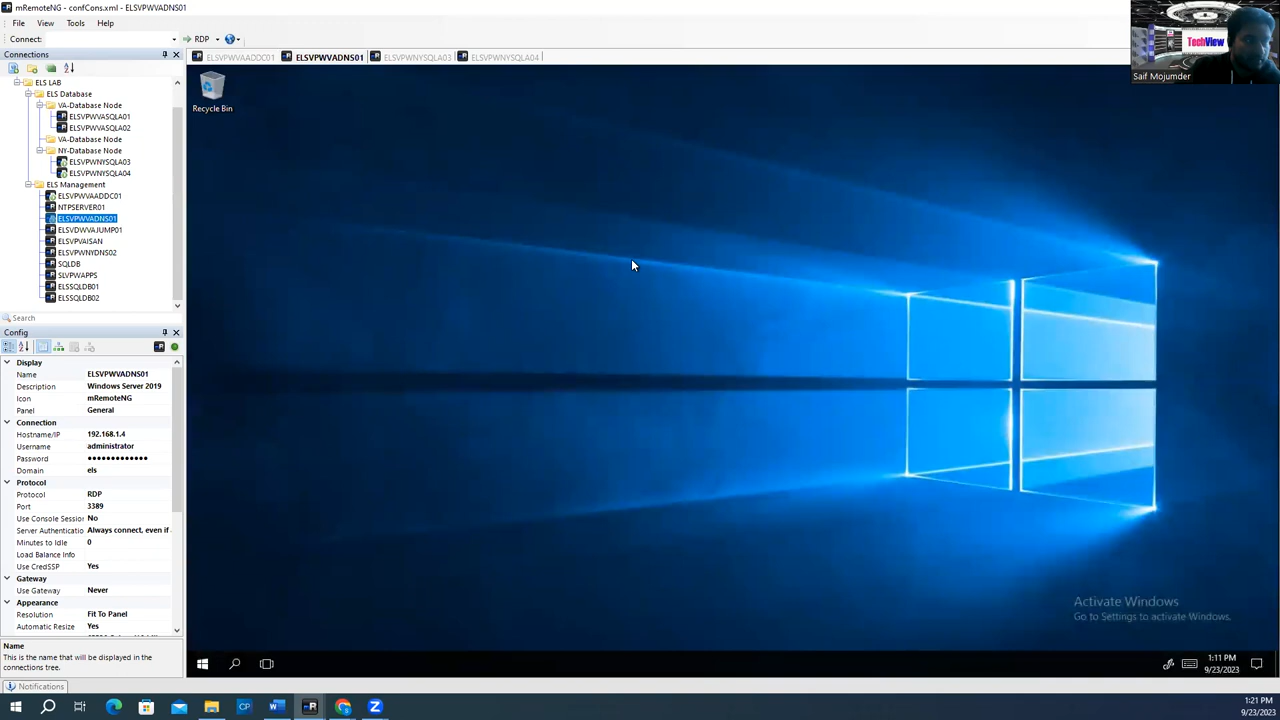 mRemoteNG - confCons.xml - ELSVPWVADNS01
File View Tools Help
Connect: RDP
Connections
ELS LAB
ELS Database
VA-Database Node
ELSVPWVASQLA01
ELSVPWVASQLA02
VA-Database Node
NY-Database Node
ELSVPWNYSQLA03
ELSVPWNYSQLA04
ELS Management
ELSVPWVAADDC01
NTPSERVER01
ELSVPWVADNS01
ELSVDWVAJUMP01
ELSVPVAISAN
ELSVPWNYDNS02
SQLDB
SLVPWAPPS
ELSSQLDB01
ELSSQLDB02
Search
Config
Display
Name ELSVPWVADNS01
Description Windows Server 2019
Icon mRemoteNG
Panel General
Connection
Hostname/IP 192.168.1.4
Username administrator
Password ●●●●●●●●●●●●●
Domain els
Protocol
Protocol RDP
Port 3389
Use Console Sessio No
Server Authenticatio Always connect, even if
Minutes to Idle 0
Load Balance Info
Use CredSSP Yes
Gateway
Use Gateway Never
Appearance
Resolution Fit To Panel
Automatic Resize Yes
Name
This is the name that will be displayed in the
connections tree.
Notifications
ELSVPWVAADDC01 ELSVPWVADNS01 ELSVPWNYSQLA03 ELSVPWNYSQLA04
Recycle Bin
TechView
Saif Mojumder
Activate Windows
Go to Settings to activate Windows.
1:11 PM
9/23/2023
1:21 PM
9/23/2023